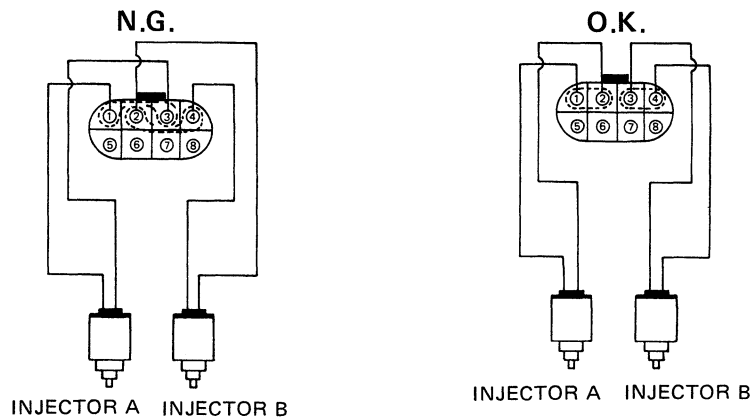 N.G.
① ② ③ ④
⑤ ⑥ ⑦ ⑧
INJECTOR A INJECTOR B
O.K.
① ② ③ ④
⑤ ⑥ ⑦ ⑧
INJECTOR A INJECTOR B